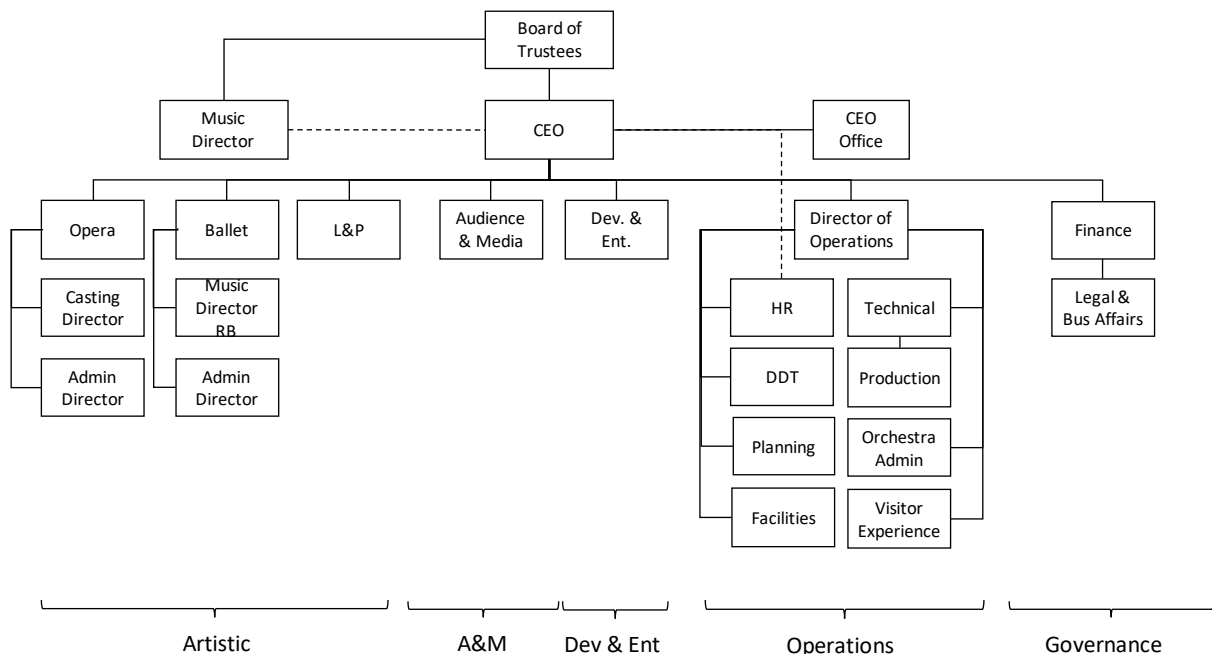 Board of
Trustees
Music
Director
CEO
CEO
Office
Opera
Ballet
L&P
Audience
& Media
Dev. &
Ent.
Director of
Operations
Finance
Casting
Director
Music
Director
RB
HR
Technical
Legal &
Bus Affairs
Admin
Director
Admin
Director
DDT
Production
Planning
Orchestra
Admin
Facilities
Visitor
Experience
Artistic
A&M
Dev & Ent
Operations
Governance